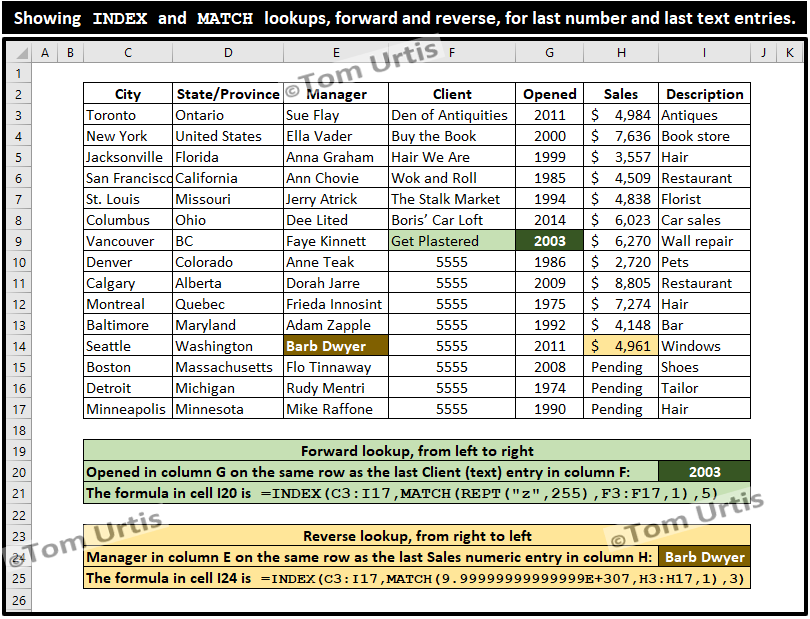 Showing INDEX and MATCH lookups, forward and reverse, for last number and last text entries.
A B C D E F G H I J K
1
2 City State/Province Manager Client Opened Sales Description
3 Toronto Ontario Sue Flay Den of Antiquities 2011 $ 4,984 Antiques
4 New York United States Ella Vader Buy the Book 2000 $ 7,636 Book store
5 Jacksonville Florida Anna Graham Hair We Are 1999 $ 3,557 Hair
6 San Francisco California Ann Chovie Wok and Roll 1985 $ 4,509 Restaurant
7 St. Louis Missouri Jerry Atrick The Stalk Market 1994 $ 4,838 Florist
8 Columbus Ohio Dee Lited Boris’ Car Loft 2014 $ 6,023 Car sales
9 Vancouver BC Faye Kinnett Get Plastered 2003 $ 6,270 Wall repair
10 Denver Colorado Anne Teak 5555 1986 $ 2,720 Pets
11 Calgary Alberta Dorah Jarre 5555 2009 $ 8,805 Restaurant
12 Montreal Quebec Frieda Innosint 5555 1975 $ 7,274 Hair
13 Baltimore Maryland Adam Zapple 5555 1992 $ 4,148 Bar
14 Seattle Washington Barb Dwyer 5555 2011 $ 4,961 Windows
15 Boston Massachusetts Flo Tinnaway 5555 2008 Pending Shoes
16 Detroit Michigan Rudy Mentri 5555 1974 Pending Tailor
17 Minneapolis Minnesota Mike Raffone 5555 1990 Pending Hair
18
19 Forward lookup, from left to right
20 Opened in column G on the same row as the last Client (text) entry in column F: 2003
21 The formula in cell I20 is =INDEX(C3:I17,MATCH(REPT("z",255),F3:F17,1),5)
22
23 Reverse lookup, from right to left
24 Manager in column E on the same row as the last Sales numeric entry in column H: Barb Dwyer
25 The formula in cell I24 is =INDEX(C3:I17,MATCH(9.99999999999999E+307,H3:H17,1),3)
26
©Tom Urtis
©Tom Urtis
©Tom Urtis